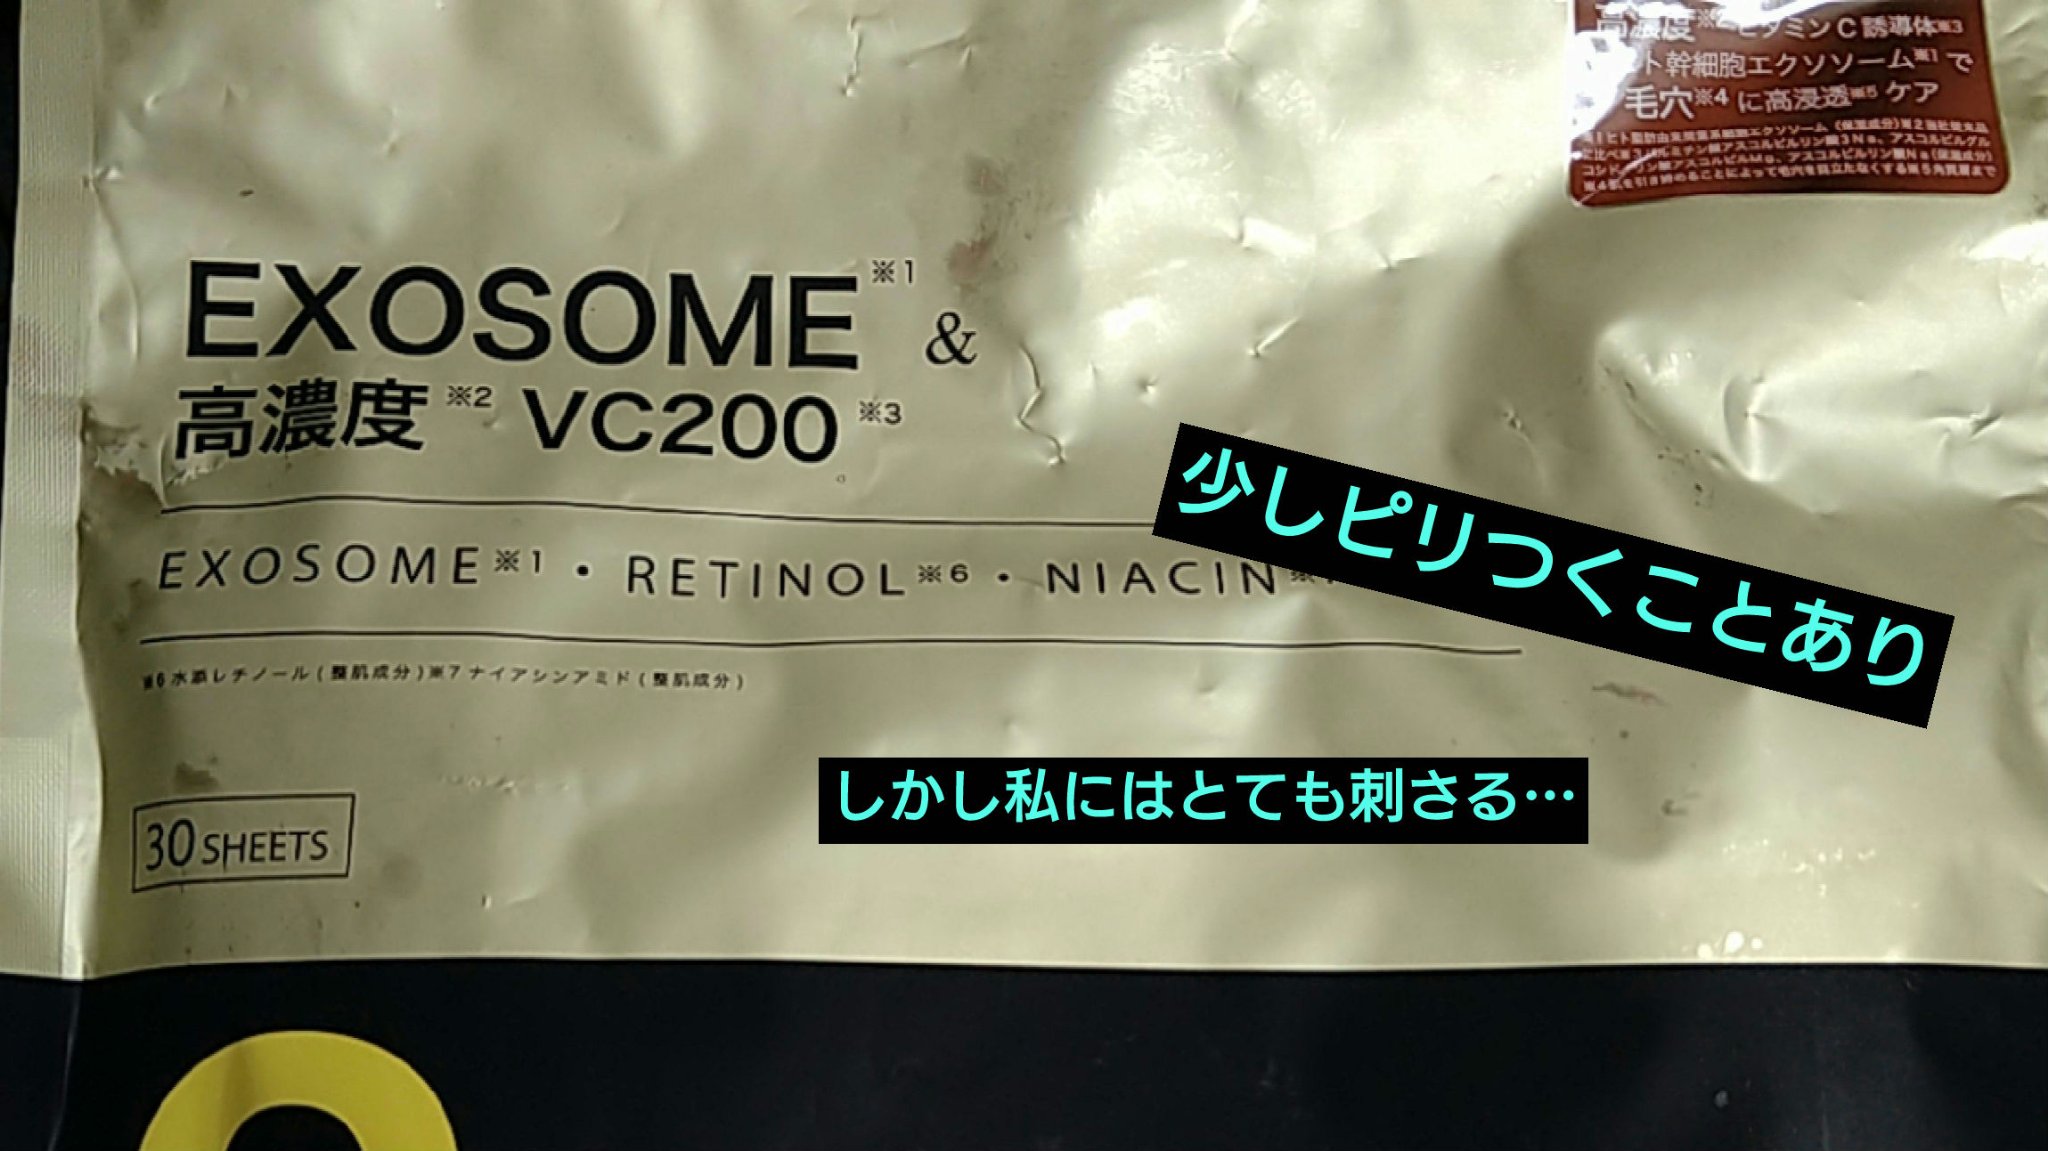 高濃度※2ビタミンC誘導体※3
ト幹細胞エクソソーム※1で
毛穴※4に高浸透※5ケア
EXOSOME※1 &
高濃度※2 VC200※3
少しピリつくことあり
EXOSOME※1・RETINOL※6・NIACIN
※6水添レチノール(整肌成分)※7ナイアシンアミド(整肌成分)
しかし私にはとても刺さる…
30 SHEETS